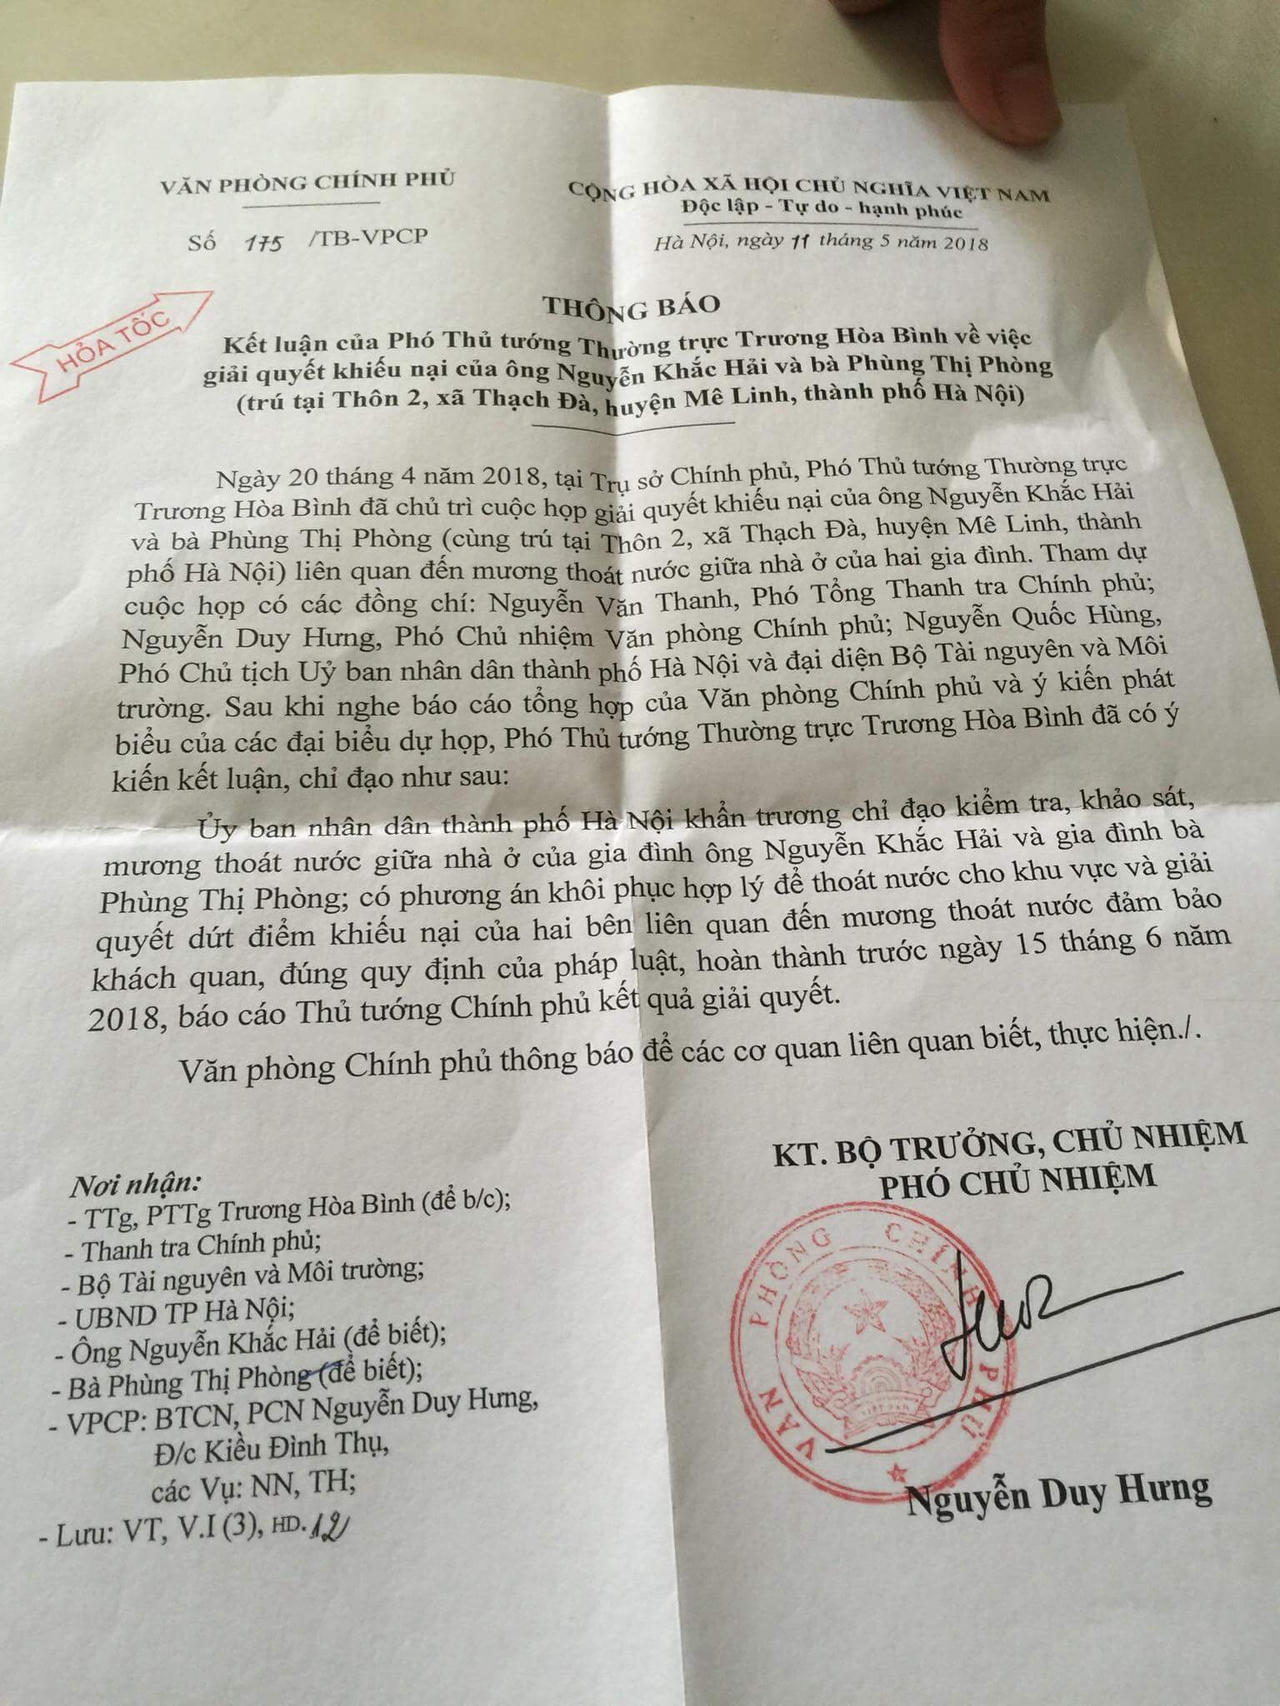 VĂN PHÒNG CHÍNH PHỦ
CỘNG HÒA XÃ HỘI CHỦ NGHĨA VIỆT NAM
Độc lập - Tự do - hạnh phúc
Số 175 /TB-VPCP
Hà Nội, ngày 11 tháng 5 năm 2018
HỎA TỐC
THÔNG BÁO
Kết luận của Phó Thủ tướng Thường trực Trương Hòa Bình về việc
giải quyết khiếu nại của ông Nguyễn Khắc Hải và bà Phùng Thị Phòng
(trú tại Thôn 2, xã Thạch Đà, huyện Mê Linh, thành phố Hà Nội)
Ngày 20 tháng 4 năm 2018, tại Trụ sở Chính phủ, Phó Thủ tướng Thường trực
Trương Hòa Bình đã chủ trì cuộc họp giải quyết khiếu nại của ông Nguyễn Khắc Hải
và bà Phùng Thị Phòng (cùng trú tại Thôn 2, xã Thạch Đà, huyện Mê Linh, thành
phố Hà Nội) liên quan đến mương thoát nước giữa nhà ở của hai gia đình. Tham dự
cuộc họp có các đồng chí: Nguyễn Văn Thanh, Phó Tổng Thanh tra Chính phủ;
Nguyễn Duy Hưng, Phó Chủ nhiệm Văn phòng Chính phủ; Nguyễn Quốc Hùng,
Phó Chủ tịch Uỷ ban nhân dân thành phố Hà Nội và đại diện Bộ Tài nguyên và Môi
trường. Sau khi nghe báo cáo tổng hợp của Văn phòng Chính phủ và ý kiến phát
biểu của các đại biểu dự họp, Phó Thủ tướng Thường trực Trương Hòa Bình đã có ý
kiến kết luận, chỉ đạo như sau:
Ủy ban nhân dân thành phố Hà Nội khẩn trương chỉ đạo kiểm tra, khảo sát,
mương thoát nước giữa nhà ở của gia đình ông Nguyễn Khắc Hải và gia đình bà
Phùng Thị Phòng; có phương án khôi phục hợp lý để thoát nước cho khu vực và giải
quyết dứt điểm khiếu nại của hai bên liên quan đến mương thoát nước đảm bảo
khách quan, đúng quy định của pháp luật, hoàn thành trước ngày 15 tháng 6 năm
2018, báo cáo Thủ tướng Chính phủ kết quả giải quyết.
Văn phòng Chính phủ thông báo để các cơ quan liên quan biết, thực hiện./.
Nơi nhận:
- TTg, PTTg Trương Hòa Bình (để b/c);
- Thanh tra Chính phủ;
- Bộ Tài nguyên và Môi trường;
- UBND TP Hà Nội;
- Ông Nguyễn Khắc Hải (để biết);
- Bà Phùng Thị Phòng (để biết);
- VPCP: BTCN, PCN Nguyễn Duy Hưng,
Đ/c Kiều Đình Thụ,
các Vụ: NN, TH;
- Lưu: VT, V.I (3), HD. 12
KT. BỘ TRƯỞNG, CHỦ NHIỆM
PHÓ CHỦ NHIỆM
VĂN PHÒNG CHÍNH PHỦ
Nguyễn Duy Hưng